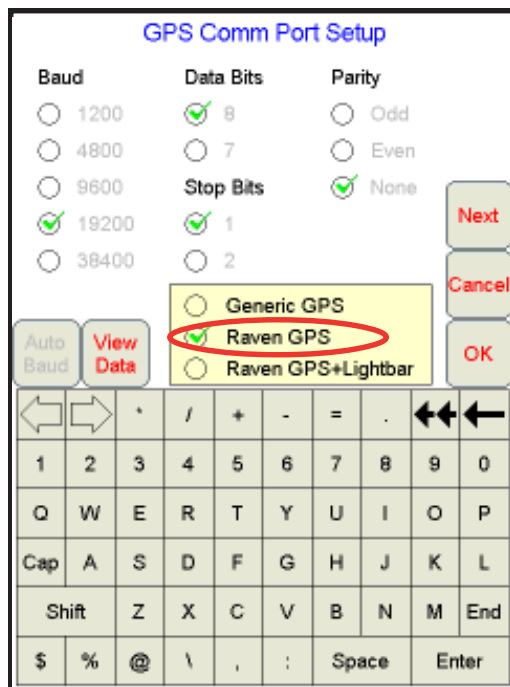 GPS Comm Port Setup
Baud Data Bits Parity
1200 8 Odd
4800 7 Even
9600 Stop Bits None
19200 1
38400 2
Next
Cancel
OK
Generic GPS
Raven GPS
Raven GPS+Lightbar
Auto Baud
View Data
* / + - = .
1 2 3 4 5 6 7 8 9 0
Q W E R T Y U I O P
Cap A S D F G H J K L
Shift Z X C V B N M End
$ % @ \ , : Space Enter